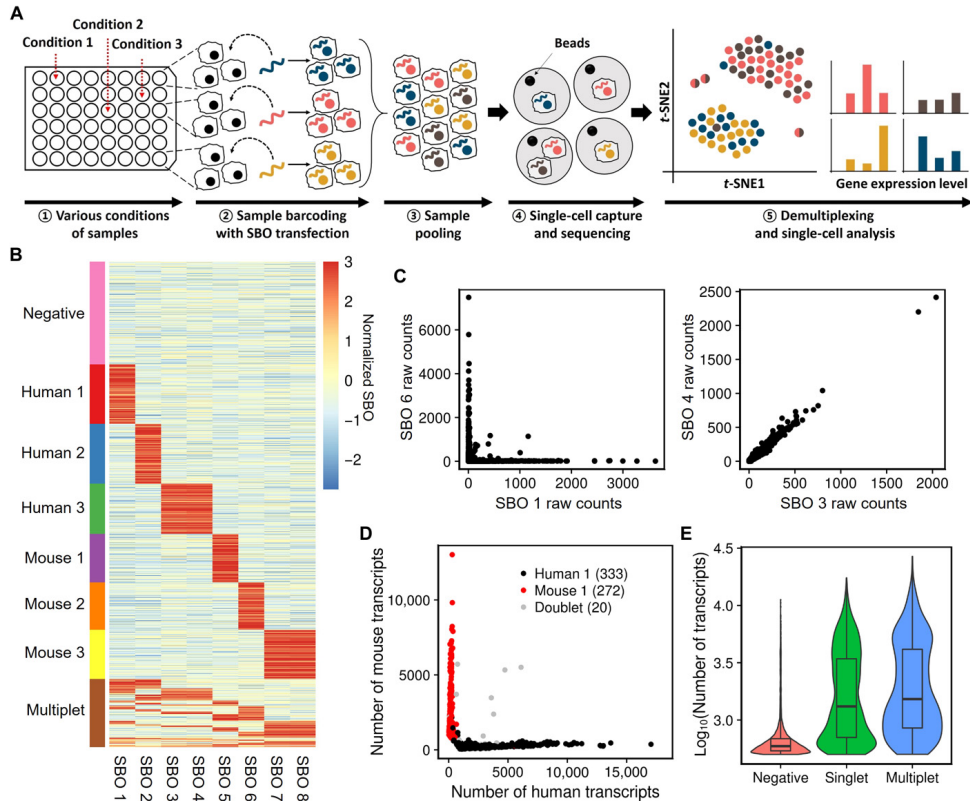 A
Condition 2
Condition 1
Condition 3
Beads
t-SNE2
t-SNE1
Gene expression level
① Various conditions
of samples
② Sample barcoding
with SBO transfection
③ Sample
pooling
④ Single-cell capture
and sequencing
⑤ Demultiplexing
and single-cell analysis
B
Negative
Human 1
Human 2
Human 3
Mouse 1
Mouse 2
Mouse 3
Multiplet
SBO 1
SBO 2
SBO 3
SBO 4
SBO 5
SBO 6
SBO 7
SBO 8
3
2
1
0
−1
−2
Normalized SBO
C
SBO 6 raw counts
6000
4000
2000
0
0
1000
2000
3000
SBO 1 raw counts
SBO 4 raw counts
2500
2000
1500
1000
500
0
0
500
1000
1500
2000
SBO 3 raw counts
D
Number of mouse transcripts
10,000
5000
0
Human 1 (333)
Mouse 1 (272)
Doublet (20)
0
5000
10,000
15,000
Number of human transcripts
E
Log10(Number of transcripts)
4.5
4.0
3.5
3.0
Negative
Singlet
Multiplet